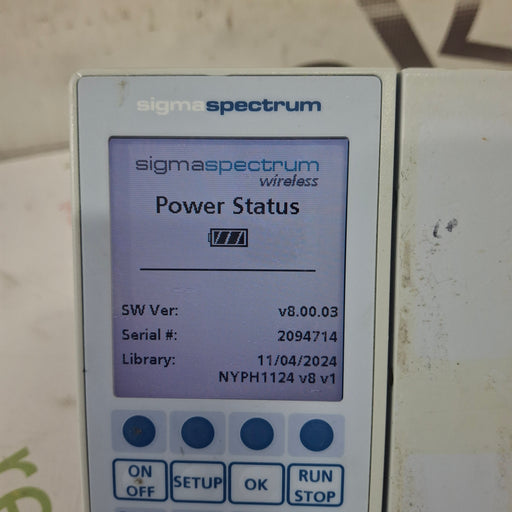 sigmaspectrum
sigmaspectrum
wireless
Power Status
SW Ver: v8.00.03
Serial #: 2094714
Library: 11/04/2024
NYPH1124 v8 v1
ON OFF
SETUP
OK
RUN STOP